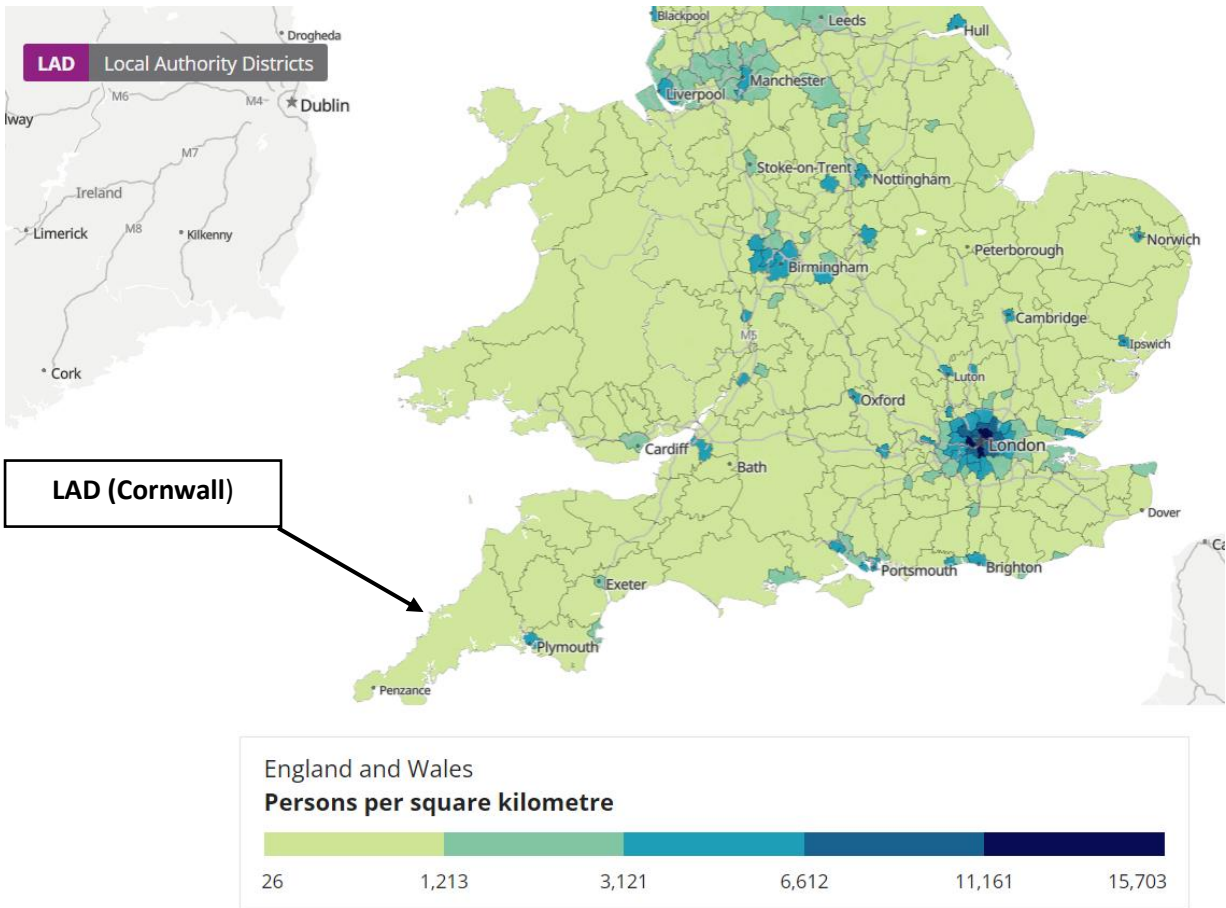 Blackpool
Leeds
Hull
Drogheda
LAD Local Authority Districts
M6
M4
Dublin
lway
Liverpool
Manchester
M7
Ireland
Stoke-on-Trent
Nottingham
Limerick
M8
Kilkenny
Birmingham
Peterborough
Norwich
Cambridge
M5
Ipswich
Cork
Luton
Oxford
Cardiff
London
Bath
LAD (Cornwall)
Dover
Ca
Exeter
Portsmouth
Brighton
Plymouth
Penzance
England and Wales
Persons per square kilometre
26 1,213 3,121 6,612 11,161 15,703